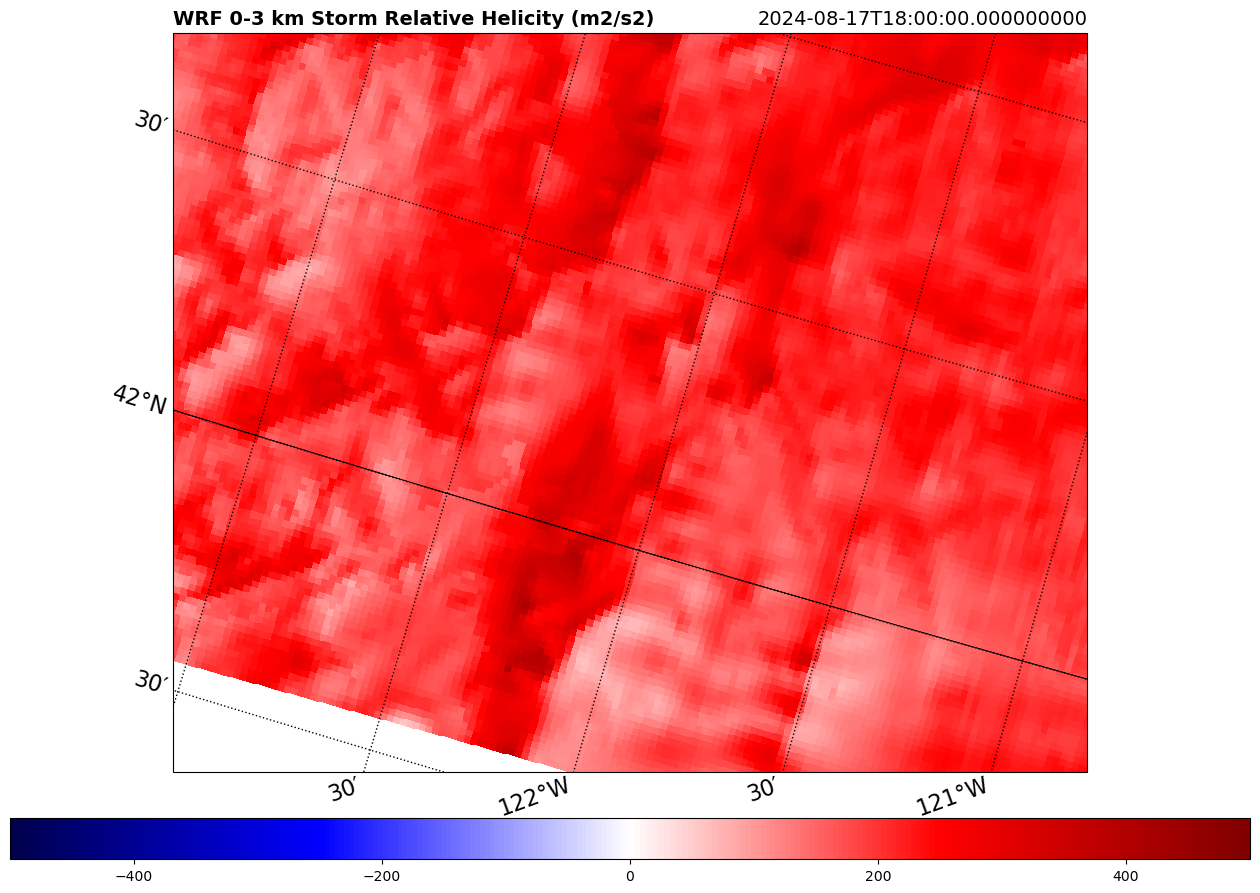 WRF 0-3 km Storm Relative Helicity (m2/s2) 2024-08-17T18:00:00.000000000
30′
42°N
30′
30′ 122°W 30′ 121°W
−400 −200 0 200 400